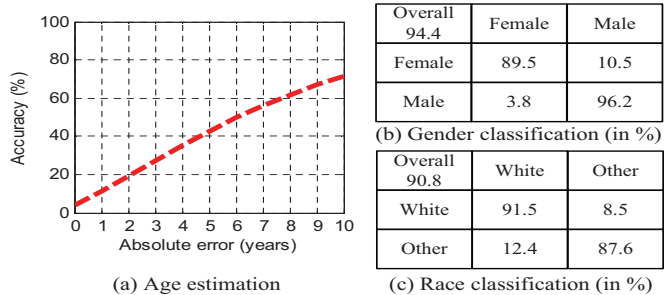 100
80
60
40
20
0
Accuracy (%)
0 1 2 3 4 5 6 7 8 9 10
Absolute error (years)
(a) Age estimation
Overall 94.4 Female Male
Female 89.5 10.5
Male 3.8 96.2
(b) Gender classification (in %)
Overall 90.8 White Other
White 91.5 8.5
Other 12.4 87.6
(c) Race classification (in %)